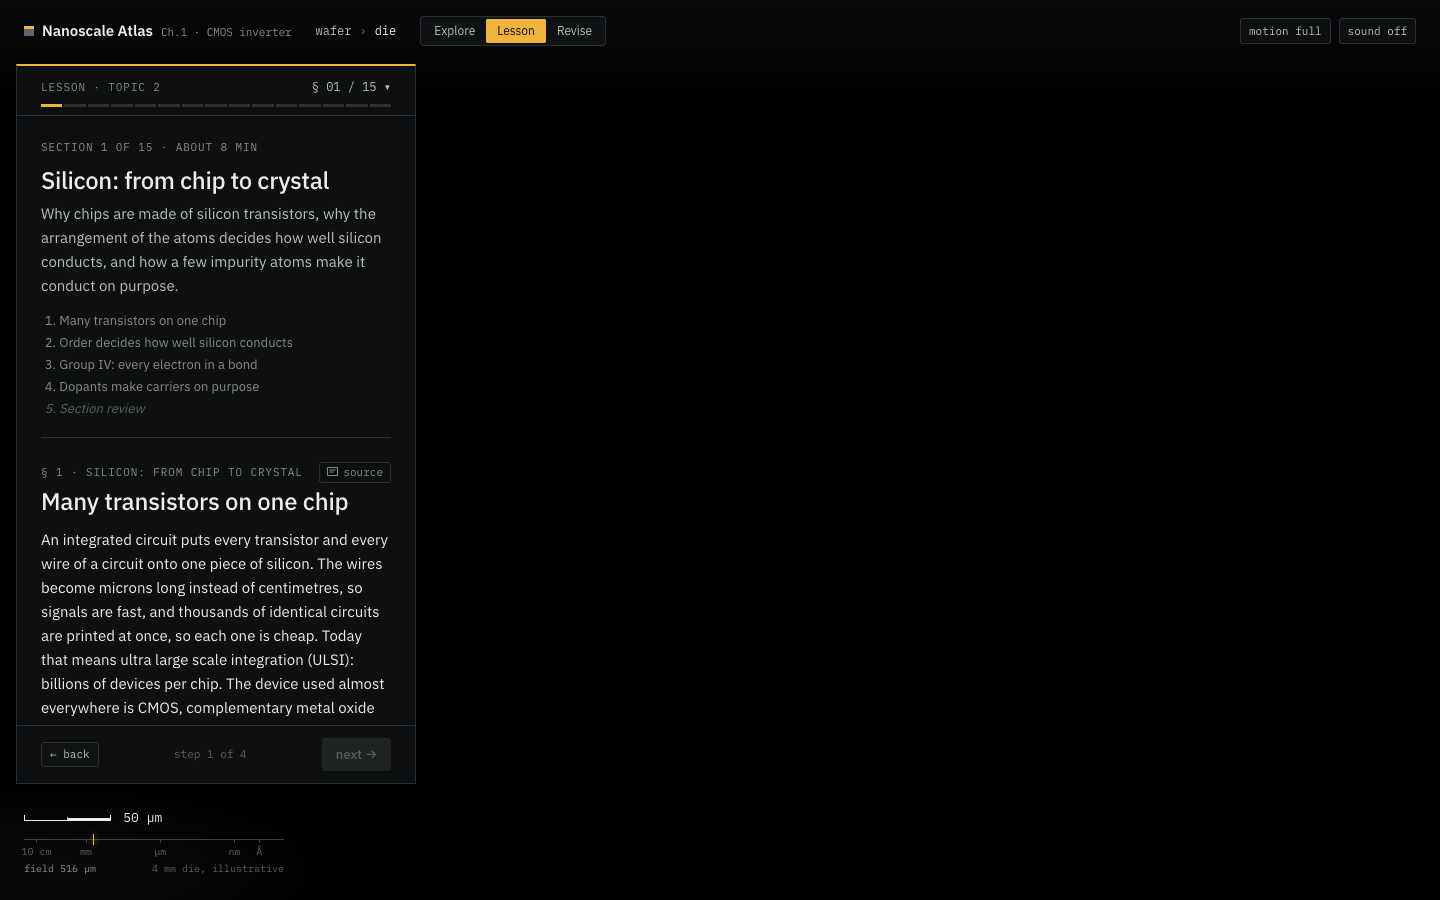 Nanoscale Atlas Ch.1 · CMOS inverter wafer › die Explore Lesson Revise motion full sound off
LESSON · TOPIC 2 § 01 / 15 ▾
SECTION 1 OF 15 · ABOUT 8 MIN
Silicon: from chip to crystal
Why chips are made of silicon transistors, why the
arrangement of the atoms decides how well silicon
conducts, and how a few impurity atoms make it
conduct on purpose.
1. Many transistors on one chip
2. Order decides how well silicon conducts
3. Group IV: every electron in a bond
4. Dopants make carriers on purpose
5. Section review
§ 1 · SILICON: FROM CHIP TO CRYSTAL source
Many transistors on one chip
An integrated circuit puts every transistor and every
wire of a circuit onto one piece of silicon. The wires
become microns long instead of centimetres, so
signals are fast, and thousands of identical circuits
are printed at once, so each one is cheap. Today
that means ultra large scale integration (ULSI):
billions of devices per chip. The device used almost
everywhere is CMOS, complementary metal oxide
← back step 1 of 4 next →
50 µm
10 cm mm µm nm Å
field 516 µm 4 mm die, illustrative